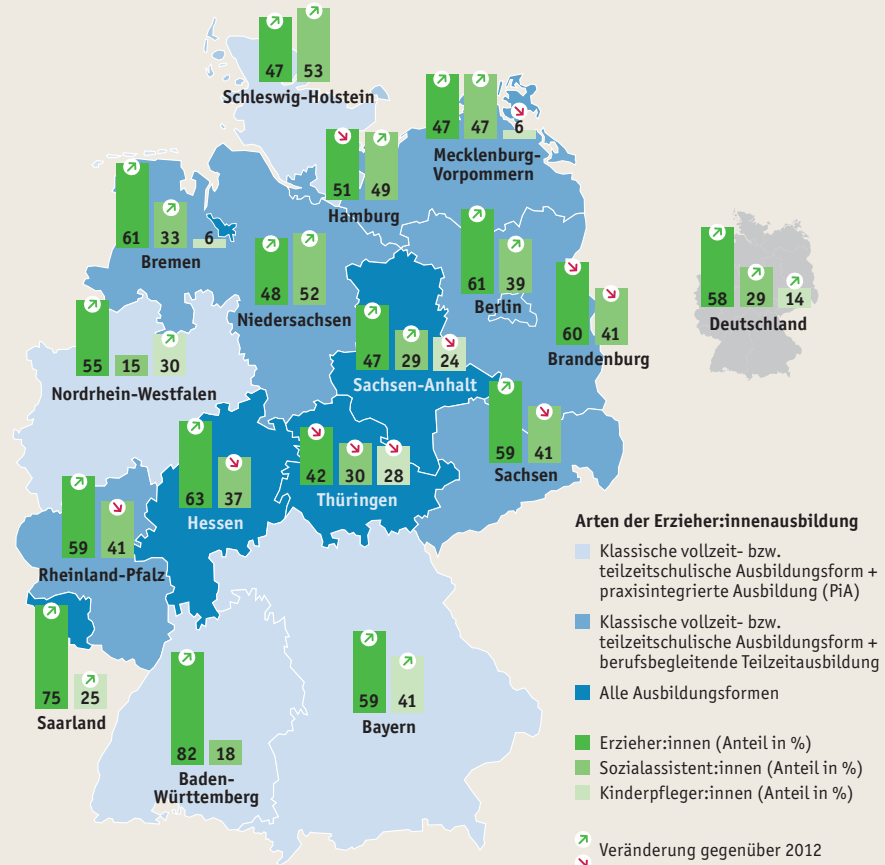 47 53
Schleswig-Holstein
47 47 6
Mecklenburg-
Vorpommern
51 49
Hamburg
61 33 6
Bremen
48 52
Niedersachsen
61 39
Berlin
60 41
Brandenburg
58 29 14
Deutschland
55 15 30
Nordrhein-Westfalen
47 29 24
Sachsen-Anhalt
59 41
Sachsen
63 37
Hessen
42 30 28
Thüringen
59 41
Rheinland-Pfalz
75 25
Saarland
82 18
Baden-
Württemberg
59 41
Bayern
Arten der Erzieher:innenausbildung
Klassische vollzeit- bzw.
teilzeitschulische Ausbildungsform +
praxisintegrierte Ausbildung (PiA)
Klassische vollzeit- bzw.
teilzeitschulische Ausbildungsform +
berufsbegleitende Teilzeitausbildung
Alle Ausbildungsformen
Erzieher:innen (Anteil in %)
Sozialassistent:innen (Anteil in %)
Kinderpfleger:innen (Anteil in %)
Veränderung gegenüber 2012